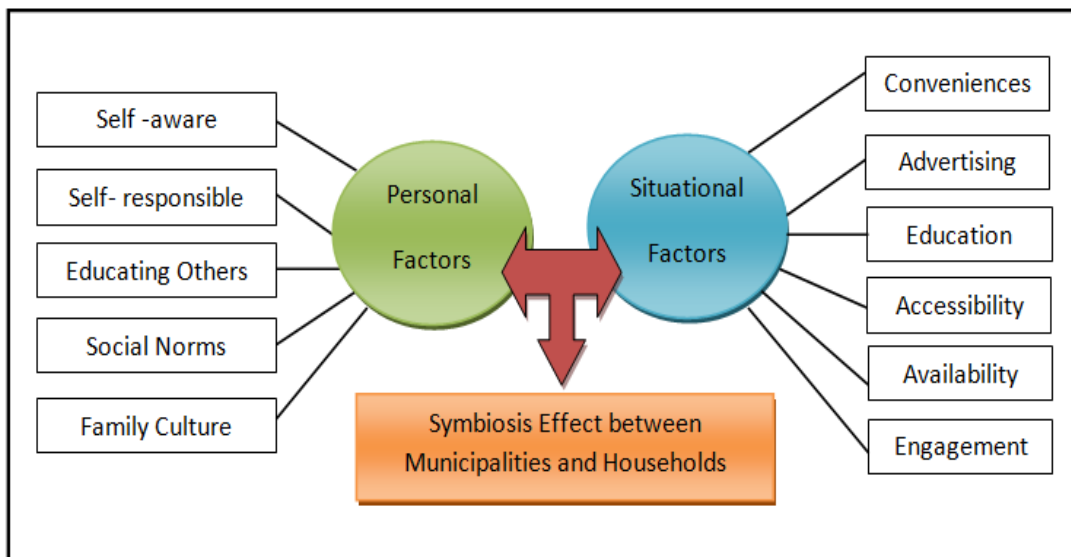 Self -aware
Self- responsible
Educating Others
Social Norms
Family Culture
Personal
Factors
Situational
Factors
Conveniences
Advertising
Education
Accessibility
Availability
Engagement
Symbiosis Effect between
Municipalities and Households